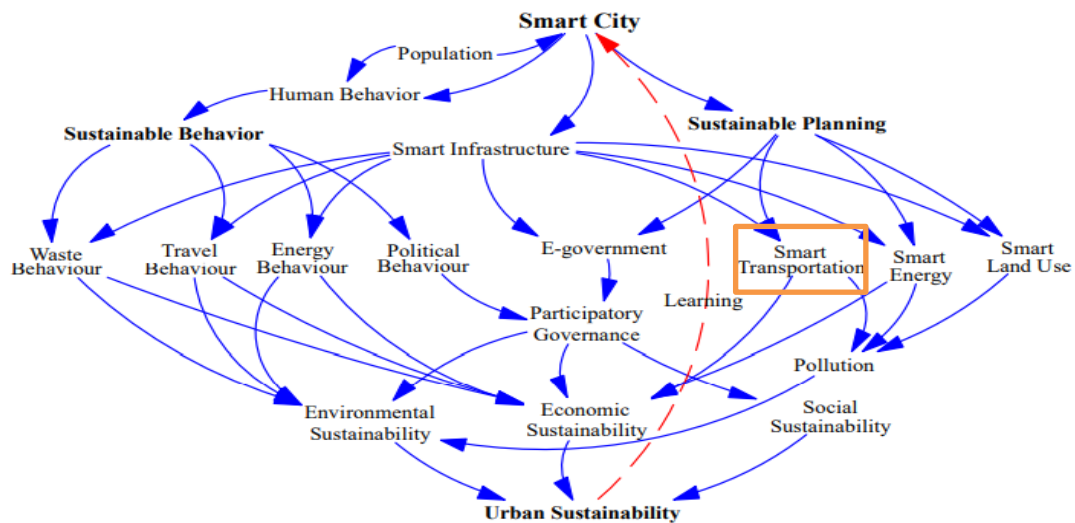 Smart City
Population
Human Behavior
Sustainable Behavior
Sustainable Planning
Smart Infrastructure
Waste
Behaviour
Travel
Behaviour
Energy
Behaviour
Political
Behaviour
E-government
Smart
Transportation
Smart
Energy
Smart
Land Use
Learning
Participatory
Governance
Pollution
Environmental
Sustainability
Economic
Sustainability
Social
Sustainability
Urban Sustainability